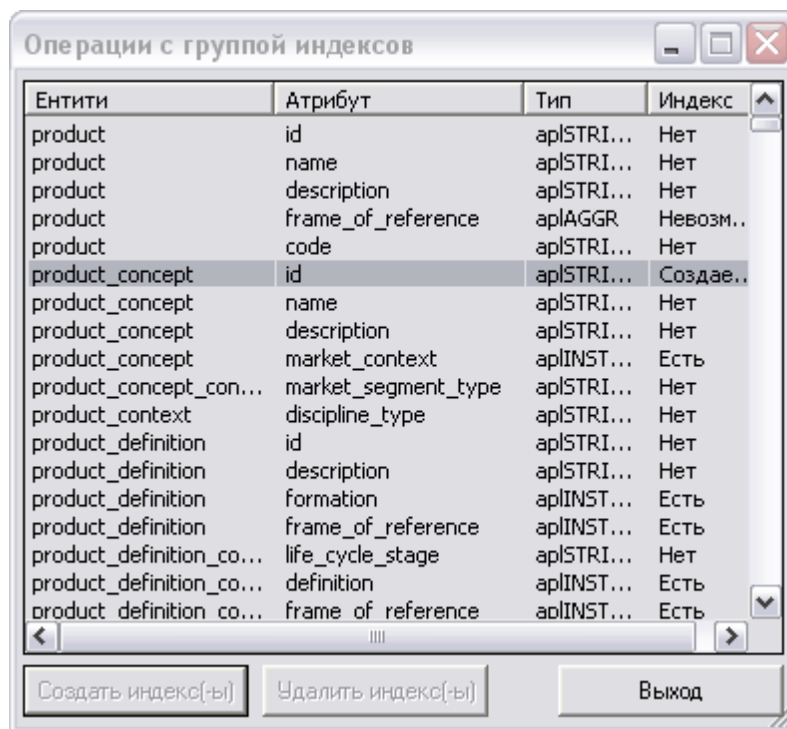 Операции с группой индексов
Ентити Атрибут Тип Индекс
product id aplSTRI... Нет
product name aplSTRI... Нет
product description aplSTRI... Нет
product frame_of_reference aplAGGR Невозм..
product code aplSTRI... Нет
product_concept id aplSTRI... Создае..
product_concept name aplSTRI... Нет
product_concept description aplSTRI... Нет
product_concept market_context aplINST... Есть
product_concept_con... market_segment_type aplSTRI... Нет
product_context discipline_type aplSTRI... Нет
product_definition id aplSTRI... Нет
product_definition description aplSTRI... Нет
product_definition formation aplINST... Есть
product_definition frame_of_reference aplINST... Есть
product_definition_co... life_cycle_stage aplSTRI... Нет
product_definition_co... definition aplINST... Есть
product_definition_co... frame_of_reference aplINST... Есть
Создать индекс(-ы) Удалить индекс(-ы) Выход